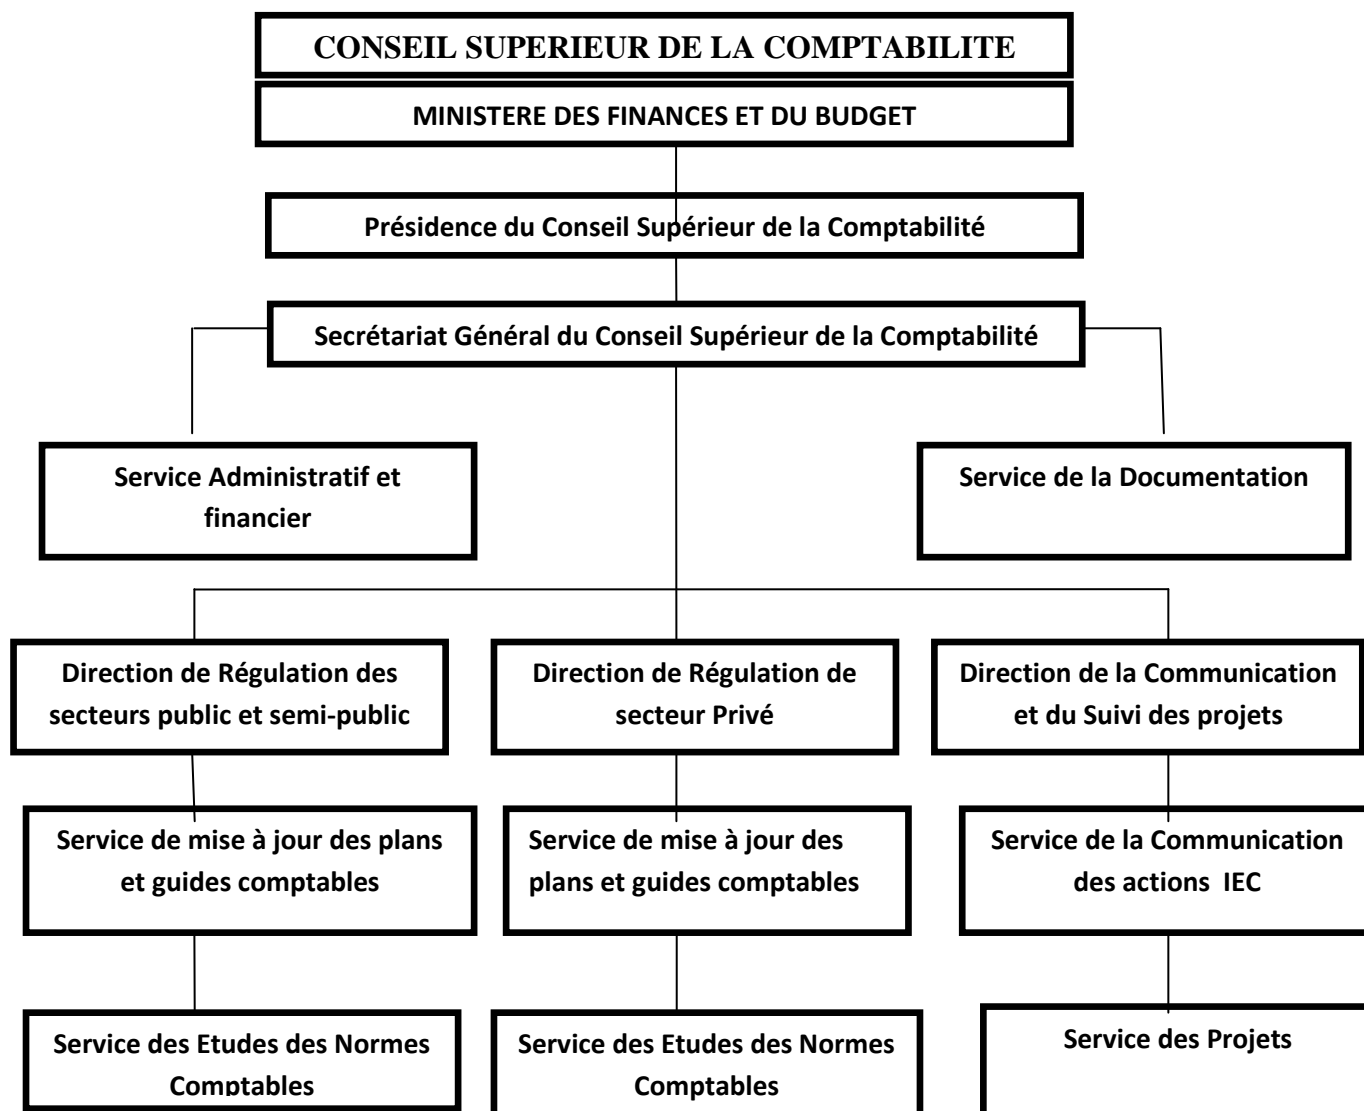 CONSEIL SUPERIEUR DE LA COMPTABILITE
MINISTERE DES FINANCES ET DU BUDGET
Présidence du Conseil Supérieur de la Comptabilité
Secrétariat Général du Conseil Supérieur de la Comptabilité
Service Administratif et
financier
Service de la Documentation
Direction de Régulation des
secteurs public et semi-public
Direction de Régulation de
secteur Privé
Direction de la Communication
et du Suivi des projets
Service de mise à jour des plans
et guides comptables
Service de mise à jour des
plans et guides comptables
Service de la Communication
des actions IEC
Service des Etudes des Normes
Comptables
Service des Etudes des Normes
Comptables
Service des Projets